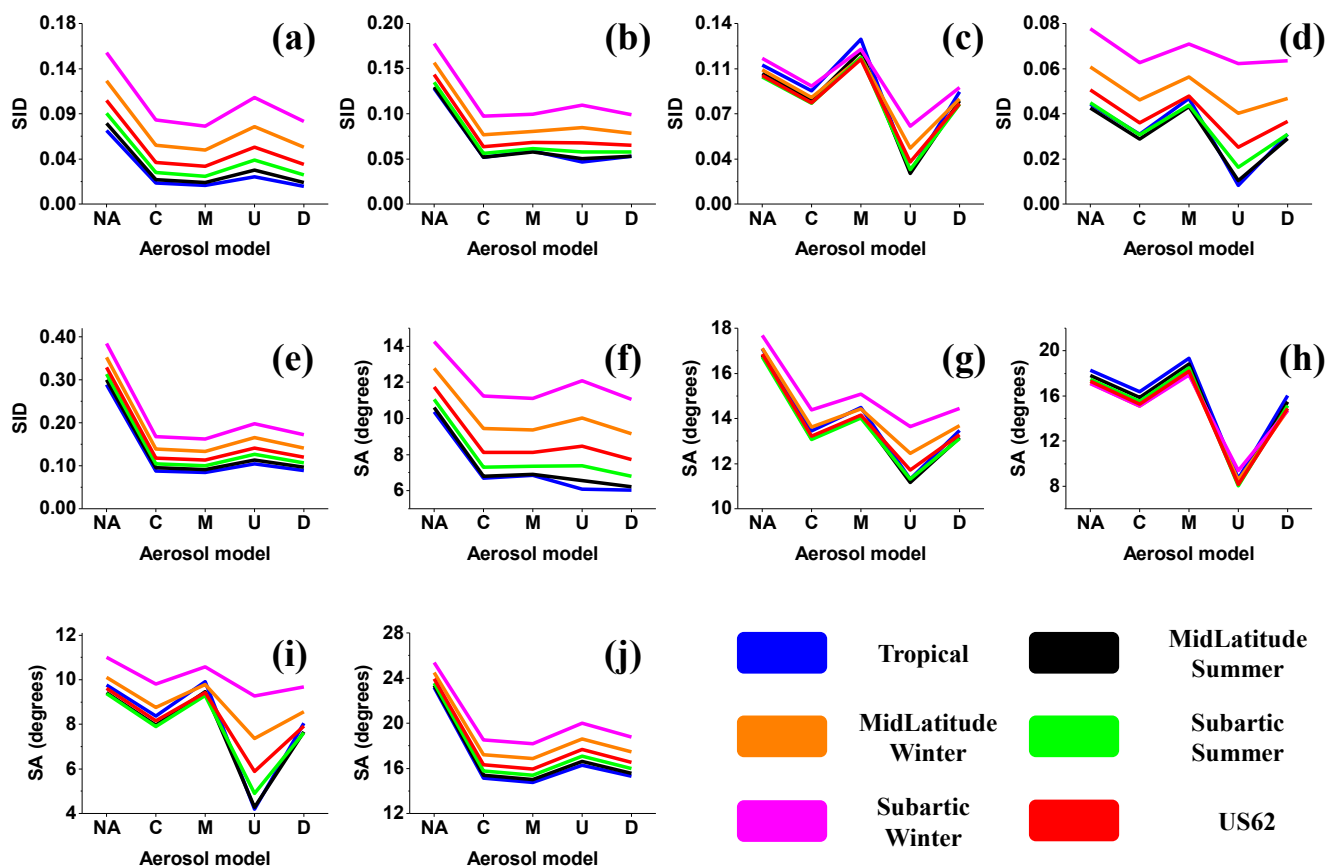 (a)
SID
0.18
0.14
0.09
0.04
0.00
NA C M U D
Aerosol model
(b)
SID
0.20
0.15
0.10
0.05
0.00
NA C M U D
Aerosol model
(c)
SID
0.14
0.11
0.07
0.04
0.00
NA C M U D
Aerosol model
(d)
SID
0.08
0.06
0.04
0.02
0.00
NA C M U D
Aerosol model
(e)
SID
0.40
0.30
0.20
0.10
0.00
NA C M U D
Aerosol model
(f)
SA (degrees)
14
12
10
8
6
NA C M U D
Aerosol model
(g)
SA (degrees)
18
16
14
12
10
NA C M U D
Aerosol model
(h)
SA (degrees)
20
16
12
8
NA C M U D
Aerosol model
(i)
SA (degrees)
12
10
8
6
4
NA C M U D
Aerosol model
(j)
SA (degrees)
28
24
20
16
12
NA C M U D
Aerosol model
Tropical
MidLatitude
Summer
MidLatitude
Winter
Subartic
Summer
Subartic
Winter
US62